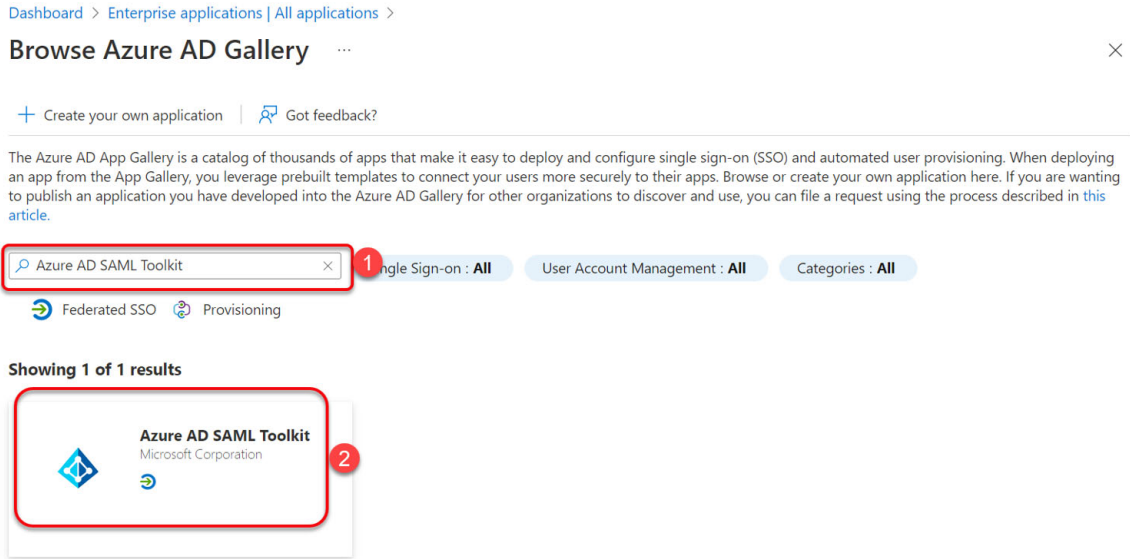 Dashboard > Enterprise applications | All applications >
Browse Azure AD Gallery ...
Create your own application | Got feedback?
The Azure AD App Gallery is a catalog of thousands of apps that make it easy to deploy and configure single sign-on (SSO) and automated user provisioning. When deploying
an app from the App Gallery, you leverage prebuilt templates to connect your users more securely to their apps. Browse or create your own application here. If you are wanting
to publish an application you have developed into the Azure AD Gallery for other organizations to discover and use, you can file a request using the process described in this
article.
Azure AD SAML Toolkit 1 ngle Sign-on : All User Account Management : All Categories : All
Federated SSO Provisioning
Showing 1 of 1 results
Azure AD SAML Toolkit
Microsoft Corporation
2